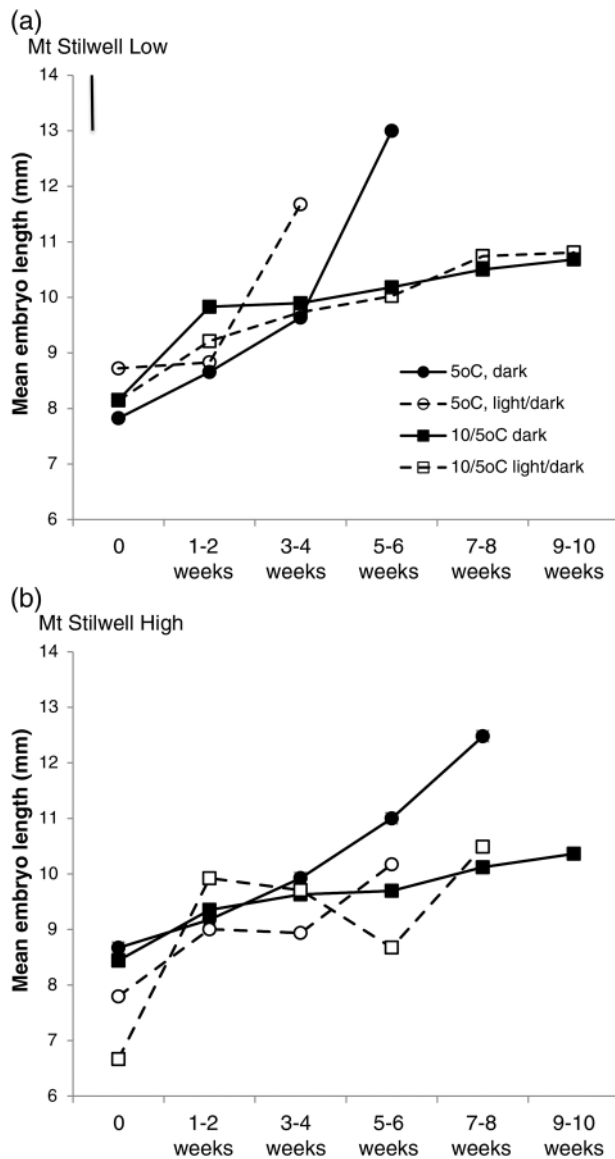 (a)
Mt Stilwell Low
14
13
12
11
10
9
8
7
6
Mean embryo length (mm)
5oC, dark
5oC, light/dark
10/5oC dark
10/5oC light/dark
0 1-2 3-4 5-6 7-8 9-10
weeks weeks weeks weeks weeks
(b)
Mt Stilwell High
14
13
12
11
10
9
8
7
6
Mean embryo length (mm)
0 1-2 3-4 5-6 7-8 9-10
weeks weeks weeks weeks weeks